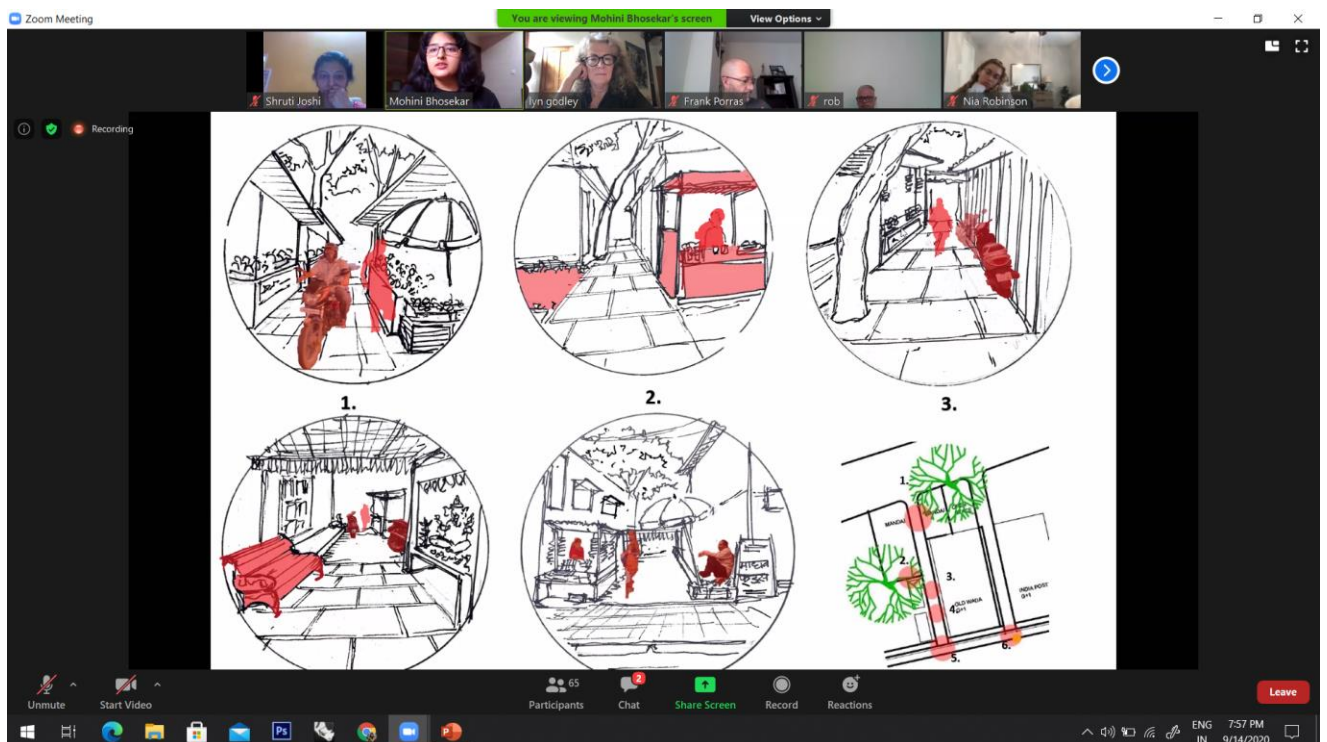 Zoom Meeting
You are viewing Mohini Bhosekar's screen
View Options
Shruti Joshi
Mohini Bhosekar
lyn godley
Frank Porras
rob
Nia Robinson
Recording
1.
2.
3.
1.
MANDAI
2.
3.
4.
OLD WADA
G+1
INDIA POST
G+1
5.
6.
Unmute
Start Video
65
Participants
2
Chat
Share Screen
Record
Reactions
Leave
Ps
P
ENG
IN
7:57 PM
9/14/2020